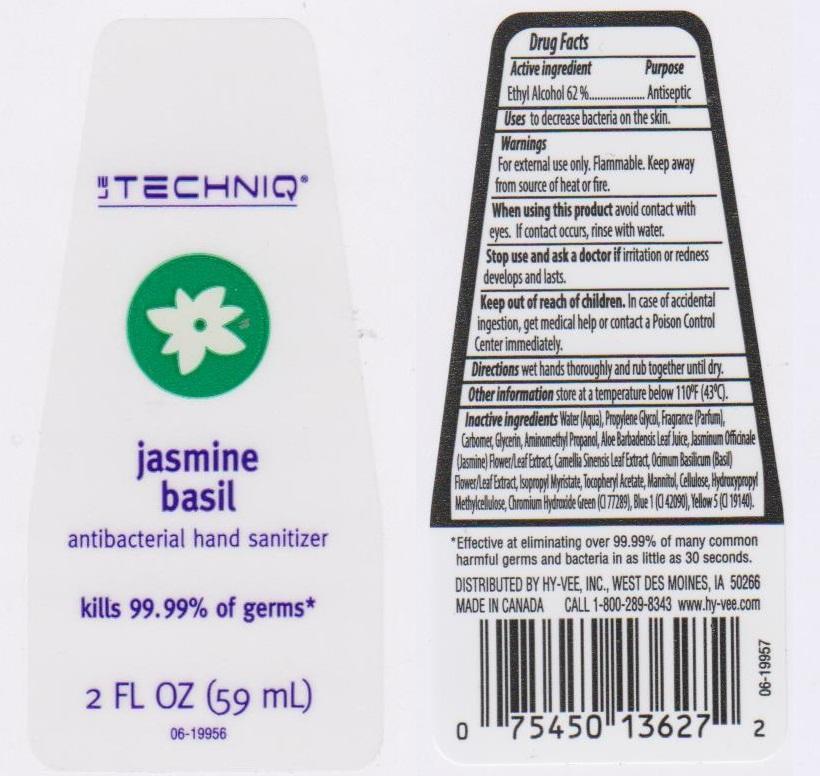 LE TECHNIQ®
jasmine
basil
antibacterial hand sanitizer
kills 99.99% of germs*
2 FL OZ (59 mL)
06-19956
Drug Facts
Active ingredient Purpose
Ethyl Alcohol 62 %.................... Antiseptic
Uses to decrease bacteria on the skin.
Warnings
For external use only. Flammable. Keep away
from source of heat or fire.
When using this product avoid contact with
eyes. If contact occurs, rinse with water.
Stop use and ask a doctor if irritation or redness
develops and lasts.
Keep out of reach of children. In case of accidental
ingestion, get medical help or contact a Poison Control
Center immediately.
Directions wet hands thoroughly and rub together until dry.
Other information store at a temperature below 110ºF (43ºC).
Inactive ingredients Water (Aqua), Propylene Glycol, Fragrance (Parfum),
Carbomer, Glycerin, Aminomethyl Propanol, Aloe Barbadensis Leaf Juice, Jasminum Officinale
(Jasmine) Flower/Leaf Extract, Camellia Sinensis Leaf Extract, Ocimum Basilicum (Basil)
Flower/Leaf Extract, Isopropyl Myristate, Tocopheryl Acetate, Mannitol, Cellulose, Hydroxypropyl
Methylcellulose, Chromium Hydroxide Green (CI 77289), Blue 1 (CI 42090), Yellow 5 (CI 19140).
*Effective at eliminating over 99.99% of many common
harmful germs and bacteria in as little as 30 seconds.
DISTRIBUTED BY HY-VEE, INC., WEST DES MOINES, IA 50266
MADE IN CANADA CALL 1-800-289-8343 www.hy-vee.com
06-19957
0 75450 13627 2